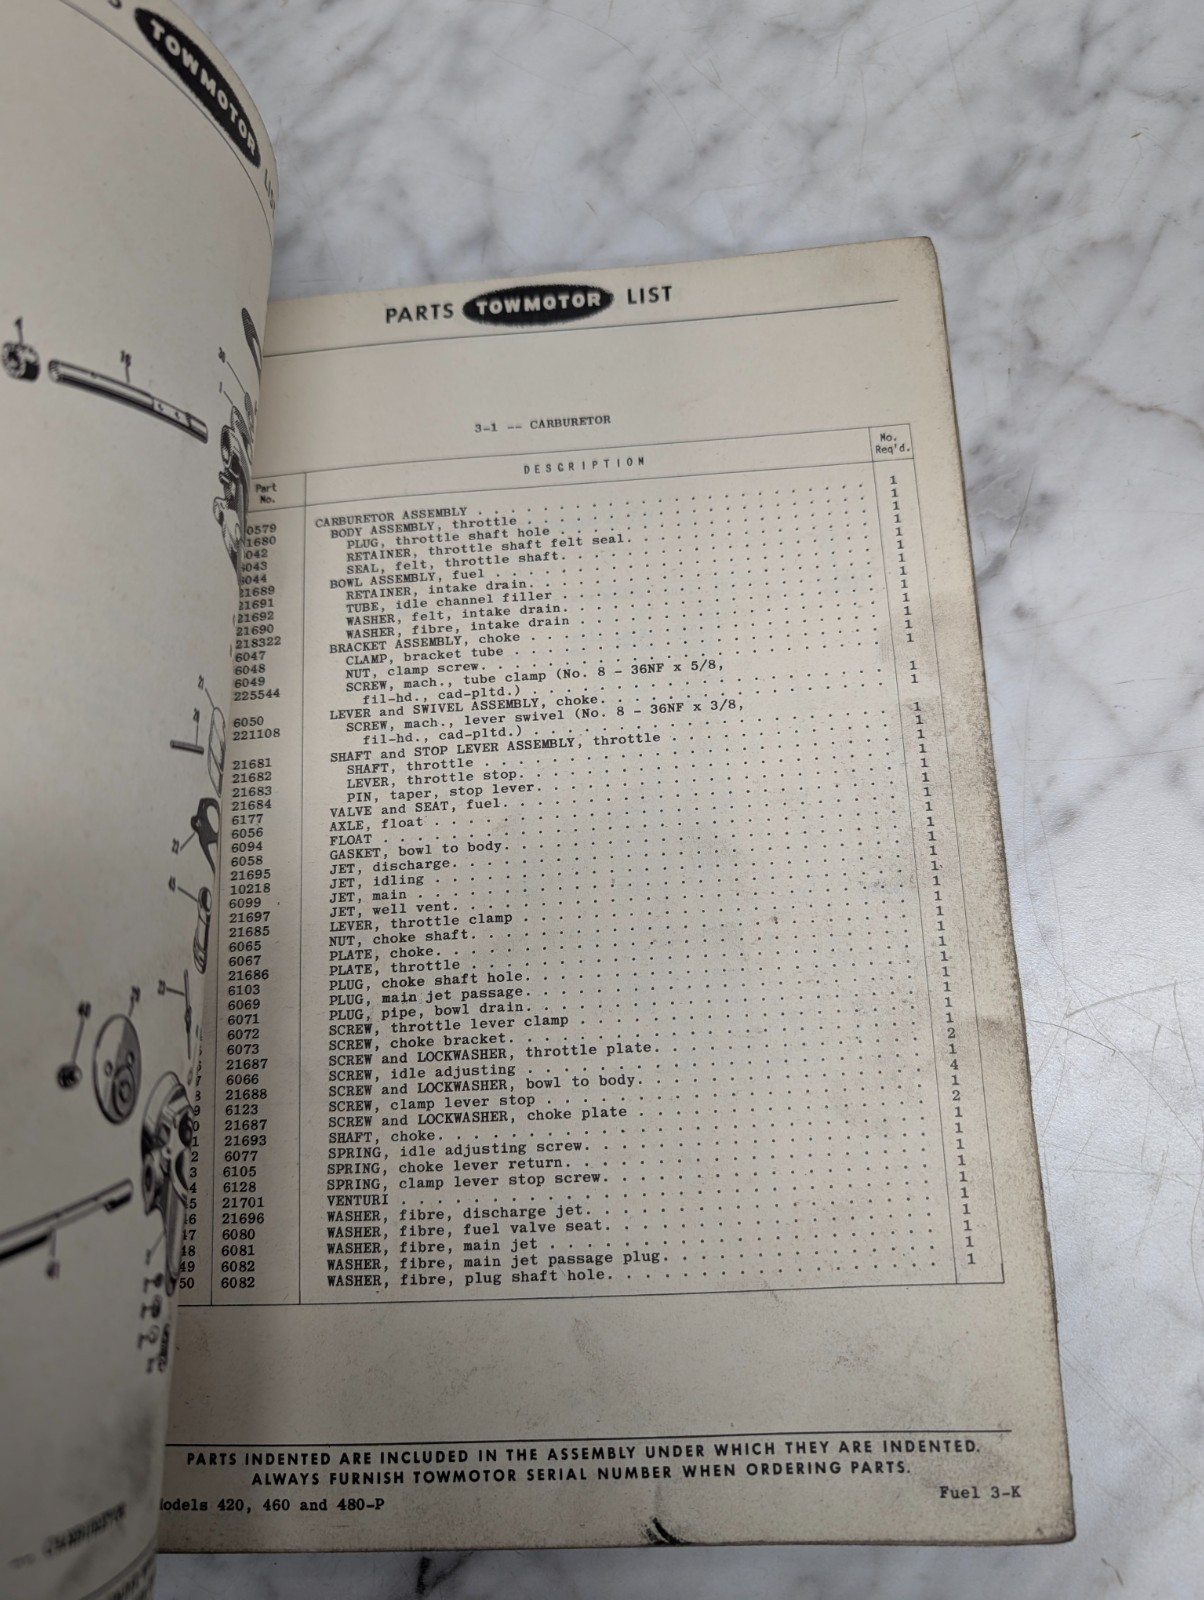 TOWMOTOR LIST
PARTS TOWMOTOR LIST
3-1 -- CARBURETOR
Part No. DESCRIPTION No. Req'd.
0579 CARBURETOR ASSEMBLY 1
1680 BODY ASSEMBLY, throttle 1
042 PLUG, throttle shaft hole 1
043 RETAINER, throttle shaft felt seal 1
044 SEAL, felt, throttle shaft 1
21689 BOWL ASSEMBLY, fuel 1
21691 RETAINER, intake drain 1
21692 TUBE, idle channel filler 1
21690 WASHER, felt, intake drain 1
218322 WASHER, fibre, intake drain 1
6047 BRACKET ASSEMBLY, choke 1
6048 CLAMP, bracket tube 1
6049 NUT, clamp screw 1
225544 SCREW, mach., tube clamp (No. 8 - 36NF x 5/8,
fil-hd., cad-pltd.) 1
6050 LEVER and SWIVEL ASSEMBLY, choke 1
221108 SCREW, mach., lever swivel (No. 8 - 36NF x 3/8,
fil-hd., cad-pltd.) 1
21681 SHAFT and STOP LEVER ASSEMBLY, throttle 1
21682 SHAFT, throttle 1
21683 LEVER, throttle stop 1
21684 PIN, taper, stop lever 1
6177 VALVE and SEAT, fuel 1
6056 AXLE, float 1
6094 FLOAT 1
6058 GASKET, bowl to body 1
21695 JET, discharge 1
10218 JET, idling 1
6099 JET, main 1
21697 JET, well vent 1
21685 LEVER, throttle clamp 1
6065 NUT, choke shaft 1
6067 PLATE, choke 1
21686 PLATE, throttle 1
6103 PLUG, choke shaft hole 1
6069 PLUG, main jet passage 1
6071 PLUG, pipe, bowl drain 1
6072 SCREW, throttle lever clamp 1
6073 SCREW, choke bracket 1
21687 SCREW and LOCKWASHER, throttle plate 2
6066 SCREW, idle adjusting 1
21688 SCREW and LOCKWASHER, bowl to body 4
6123 SCREW, clamp lever stop 1
21687 SCREW and LOCKWASHER, choke plate 2
21693 SHAFT, choke 1
6077 SPRING, idle adjusting screw 1
6105 SPRING, choke lever return 1
6128 SPRING, clamp lever stop screw 1
21701 VENTURI 1
21696 WASHER, fibre, discharge jet 1
6080 WASHER, fibre, fuel valve seat 1
48 6081 WASHER, fibre, main jet 1
49 6082 WASHER, fibre, main jet passage plug 1
50 6082 WASHER, fibre, plug shaft hole 1
PARTS INDENTED ARE INCLUDED IN THE ASSEMBLY UNDER WHICH THEY ARE INDENTED.
ALWAYS FURNISH TOWMOTOR SERIAL NUMBER WHEN ORDERING PARTS.
odels 420, 460 and 480-P Fuel 3-K
CARBURETOR